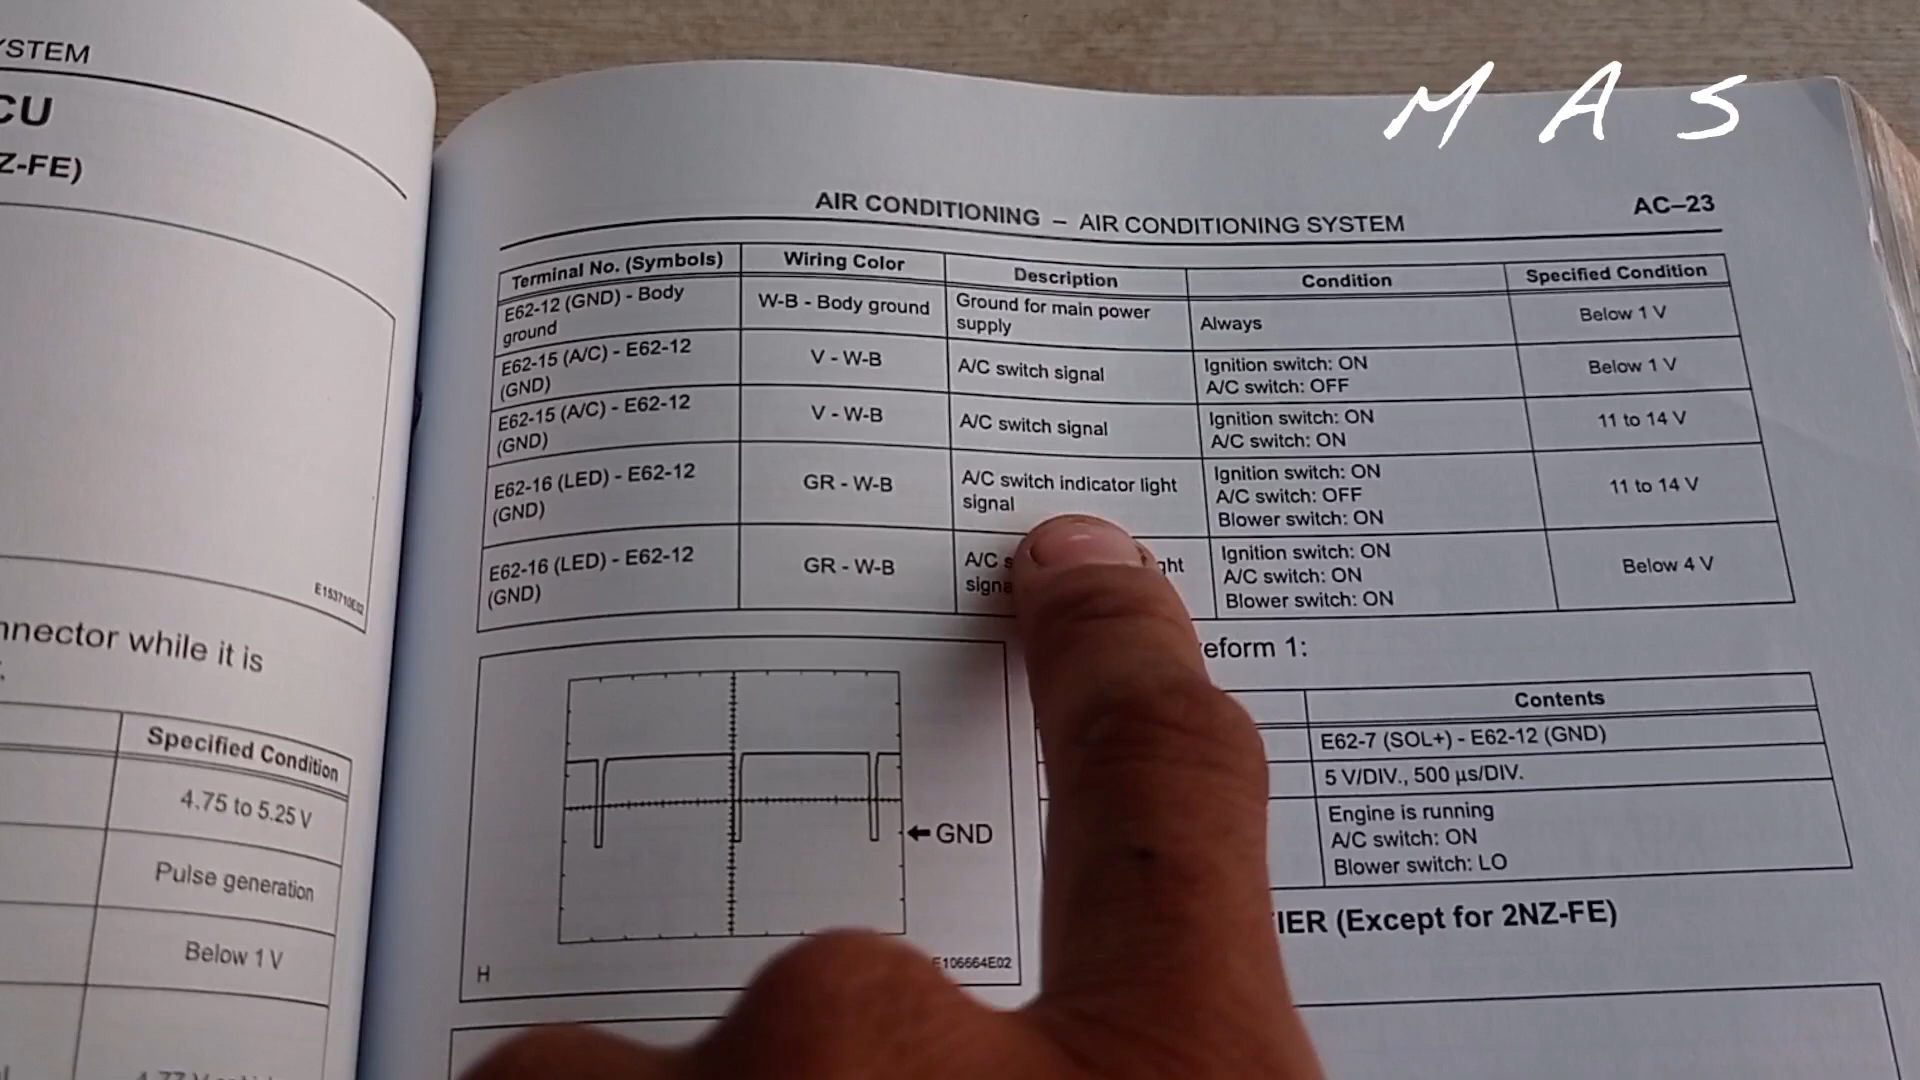 YSTEM
CU
Z-FE)
E153710E02
nnector while it is
Specified Condition
4.75 to 5.25 V
Pulse generation
Below 1 V
M A S
AIR CONDITIONING – AIR CONDITIONING SYSTEM
AC–23
Terminal No. (Symbols) Wiring Color Description Condition Specified Condition
E62-12 (GND) - Body ground W-B - Body ground Ground for main power supply Always Below 1 V
E62-15 (A/C) - E62-12 (GND) V - W-B A/C switch signal Ignition switch: ON A/C switch: OFF Below 1 V
E62-15 (A/C) - E62-12 (GND) V - W-B A/C switch signal Ignition switch: ON A/C switch: ON 11 to 14 V
E62-16 (LED) - E62-12 (GND) GR - W-B A/C switch indicator light signal Ignition switch: ON A/C switch: OFF Blower switch: ON 11 to 14 V
E62-16 (LED) - E62-12 (GND) GR - W-B A/C s ght signa Ignition switch: ON A/C switch: ON Blower switch: ON Below 4 V
GND
H
E106664E02
eform 1:
Contents
E62-7 (SOL+) - E62-12 (GND)
5 V/DIV., 500 μs/DIV.
Engine is running
A/C switch: ON
Blower switch: LO
IER (Except for 2NZ-FE)